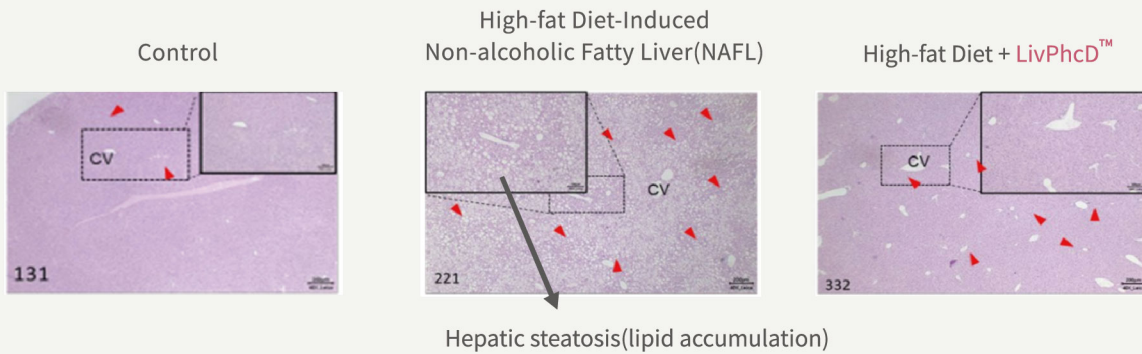 Control
High-fat Diet-Induced
Non-alcoholic Fatty Liver(NAFL)
High-fat Diet + LivPhcD™
CV
131
CV
221
CV
332
Hepatic steatosis(lipid accumulation)